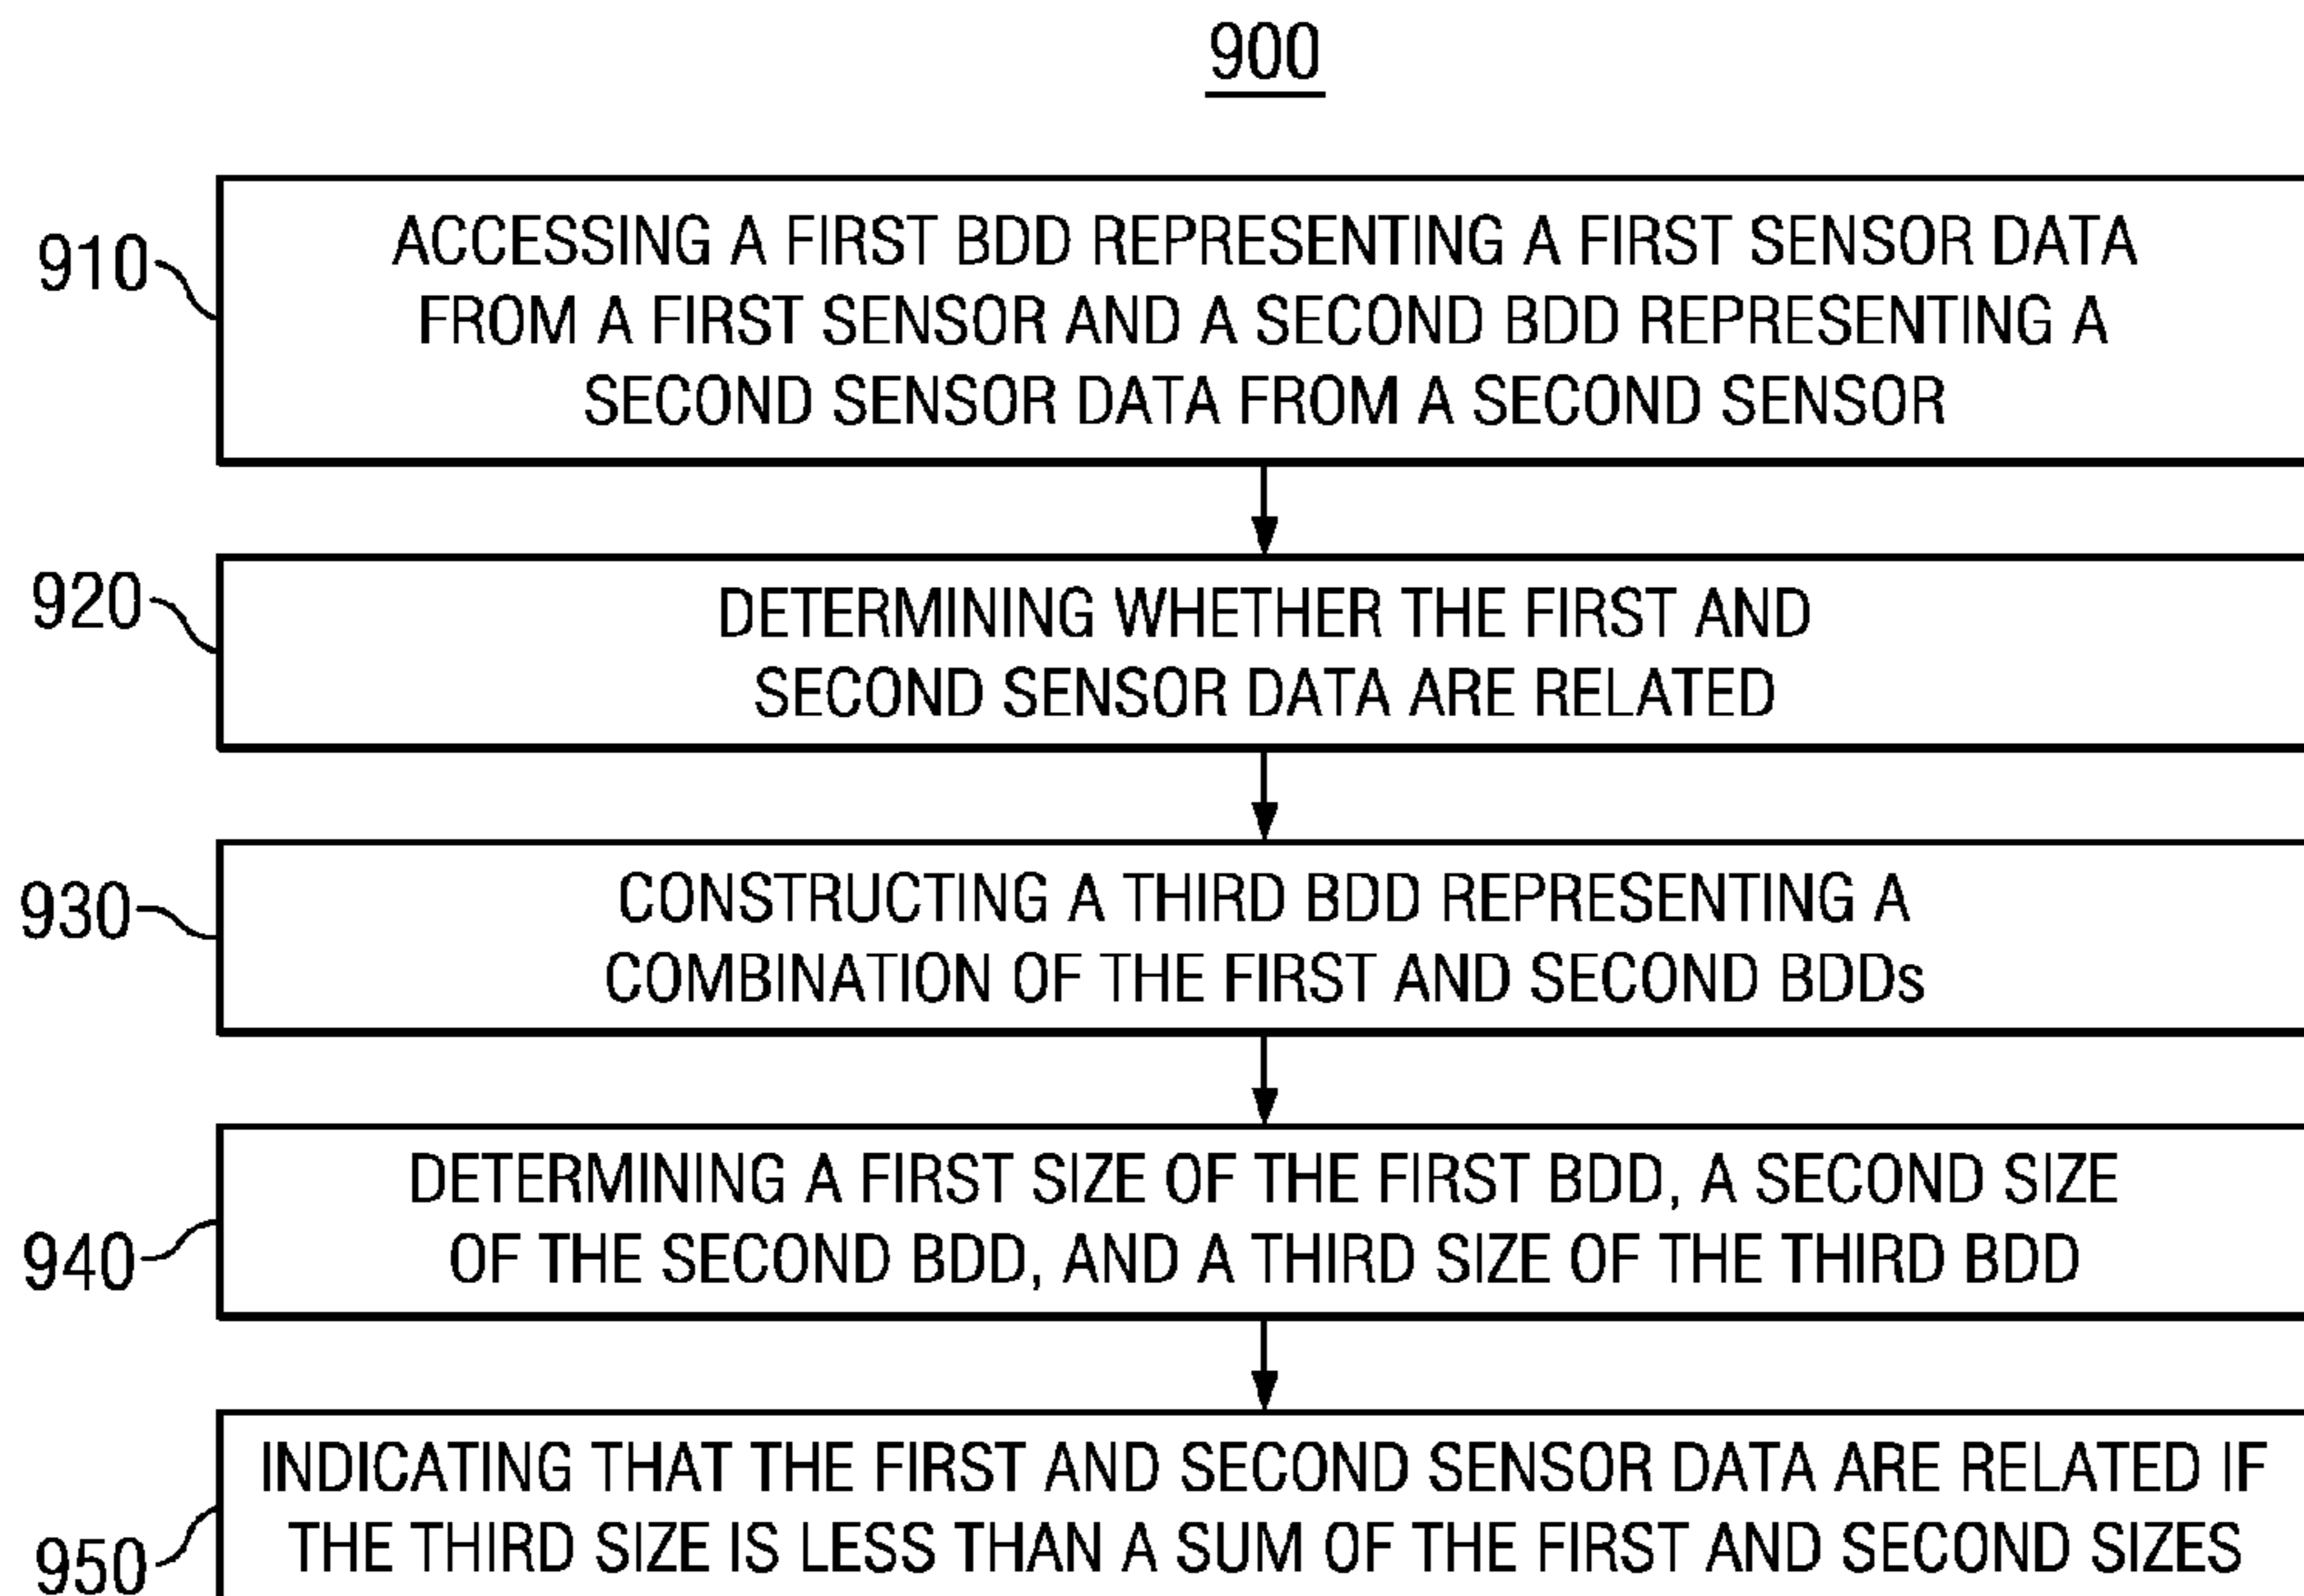 900
910
ACCESSING A FIRST BDD REPRESENTING A FIRST SENSOR DATA
FROM A FIRST SENSOR AND A SECOND BDD REPRESENTING A
SECOND SENSOR DATA FROM A SECOND SENSOR
920
DETERMINING WHETHER THE FIRST AND
SECOND SENSOR DATA ARE RELATED
930
CONSTRUCTING A THIRD BDD REPRESENTING A
COMBINATION OF THE FIRST AND SECOND BDDs
940
DETERMINING A FIRST SIZE OF THE FIRST BDD, A SECOND SIZE
OF THE SECOND BDD, AND A THIRD SIZE OF THE THIRD BDD
950
INDICATING THAT THE FIRST AND SECOND SENSOR DATA ARE RELATED IF
THE THIRD SIZE IS LESS THAN A SUM OF THE FIRST AND SECOND SIZES